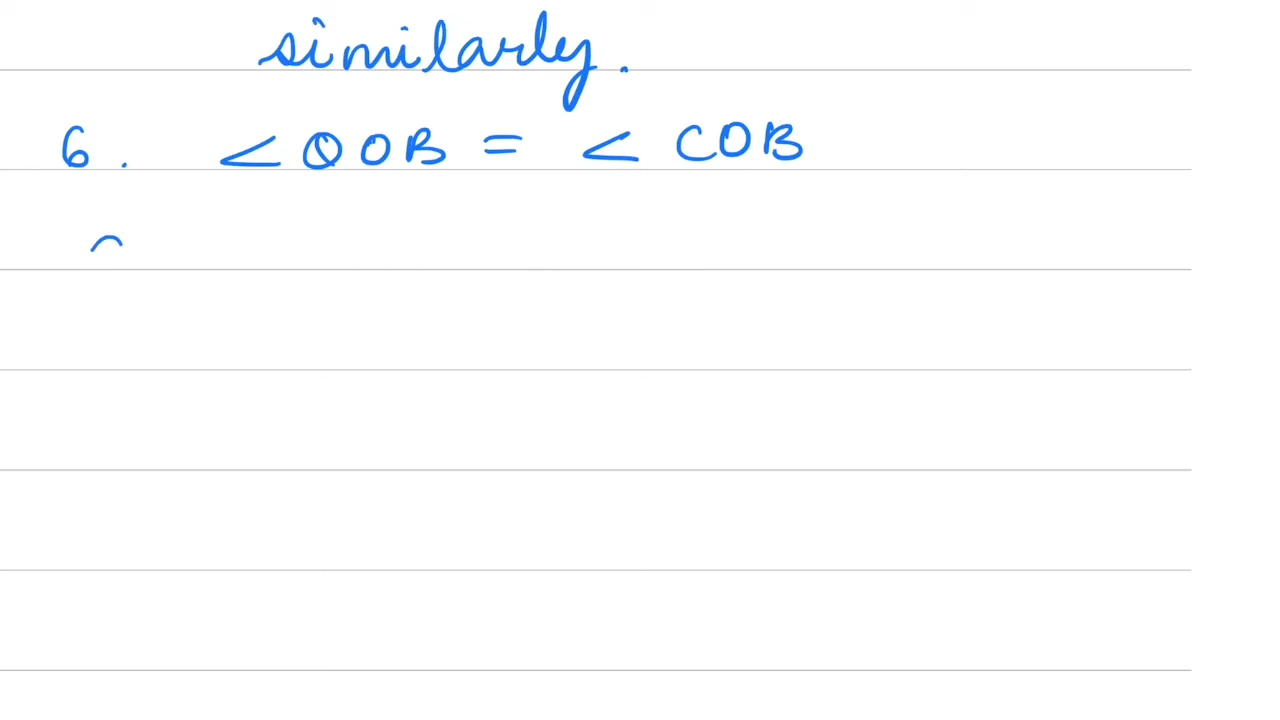 similarly.
6. < QOB = < COB